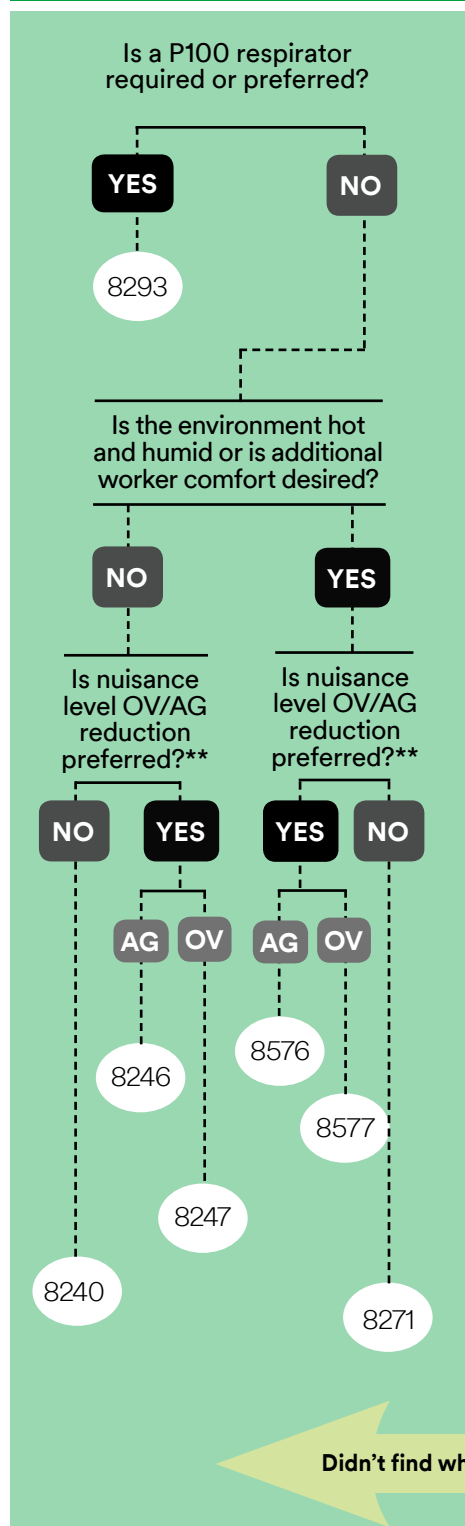 Is a P100 respirator
required or preferred?
YES
NO
8293
Is the environment hot
and humid or is additional
worker comfort desired?
NO
YES
Is nuisance
level OV/AG
reduction
preferred?**
Is nuisance
level OV/AG
reduction
preferred?**
NO
YES
YES
NO
AG
OV
AG
OV
8576
8246
8577
8247
8240
8271
Didn't find